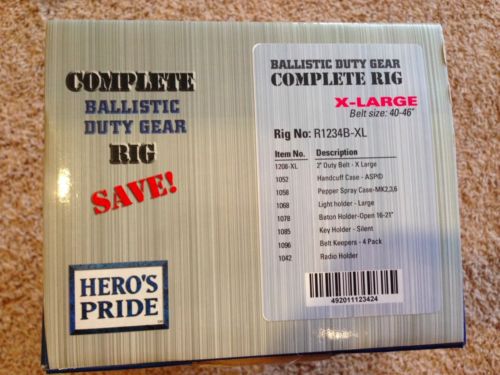 COMPLETE
BALLISTIC
DUTY GEAR
RIG
SAVE!
HERO'S
PRIDE
BALLISTIC DUTY GEAR
COMPLETE RIG
X-LARGE
Belt size: 40-46"
Rig No: R1234B-XL
Item No. Description
1208-XL 2" Duty Belt - X Large
1052 Handcuff Case - ASP©
1058 Pepper Spray Case-MK2,3,6
1068 Light holder - Large
1078 Baton Holder-Open 16-21"
1085 Key Holder - Silent
1096 Belt Keepers - 4 Pack
1042 Radio Holder
492011123424